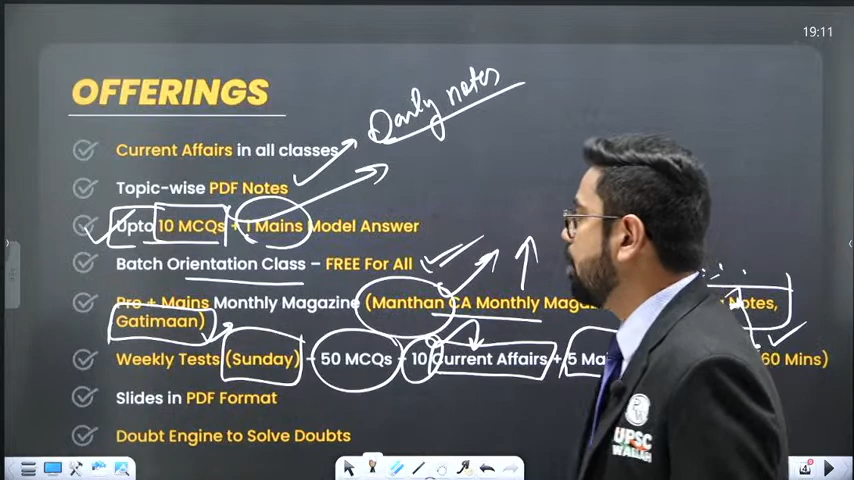 19:11
OFFERINGS
Daily notes
Current Affairs in all classes
Topic-wise PDF Notes
Upto 10 MCQs + 1 Mains Model Answer
Batch Orientation Class – FREE For All
Pre + Mains Monthly Magazine (Manthan CA Monthly Notes,
Gatimaan)
Weekly Tests (Sunday) – 50 MCQs 10 Current Affairs + 5 60 Mins)
Slides in PDF Format
Doubt Engine to Solve Doubts
UPSC
WALLAH